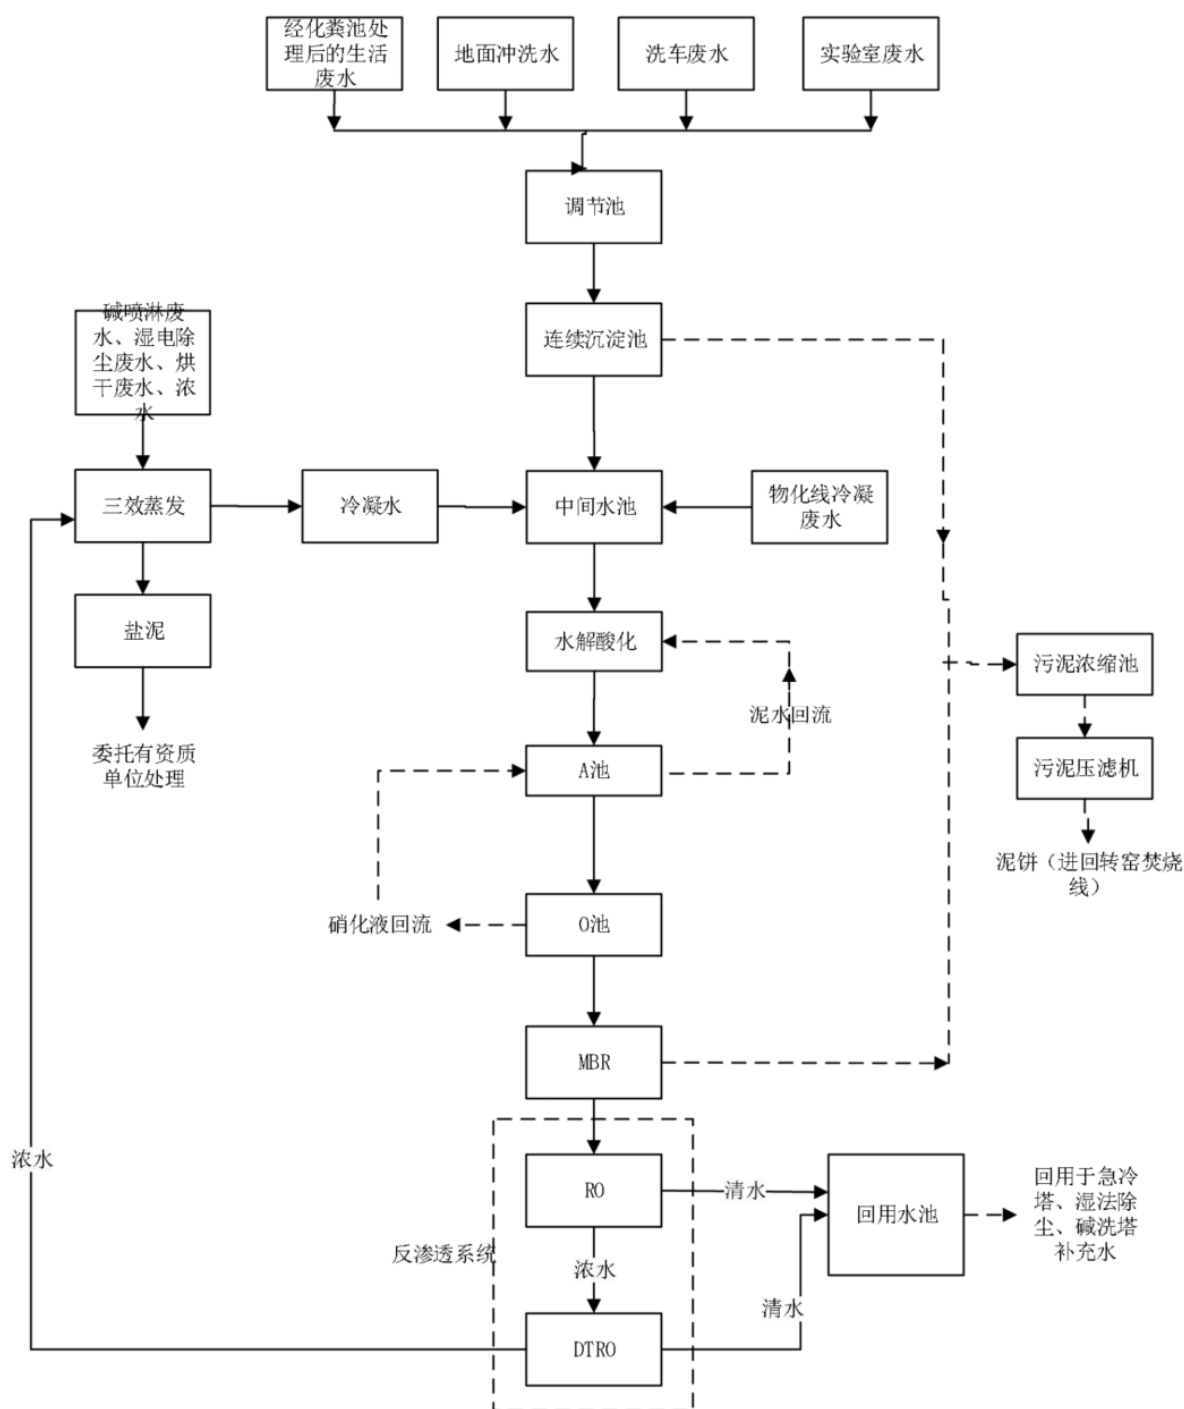 经化粪池处
理后的生活
废水
地面冲洗水
洗车废水
实验室废水
调节池
碱喷淋废
水、湿电除
尘废水、烘
干废水、浓
水
连续沉淀池
三效蒸发
冷凝水
中间水池
物化线冷凝
废水
盐泥
水解酸化
污泥浓缩池
泥水回流
委托有资质
单位处理
A池
污泥压滤机
泥饼（进回转窑焚烧
线）
硝化液回流
O池
MBR
浓水
RO
清水
回用水池
回用于急冷
塔、湿法除
尘、碱洗塔
补充水
反渗透系统
浓水
清水
DTRO